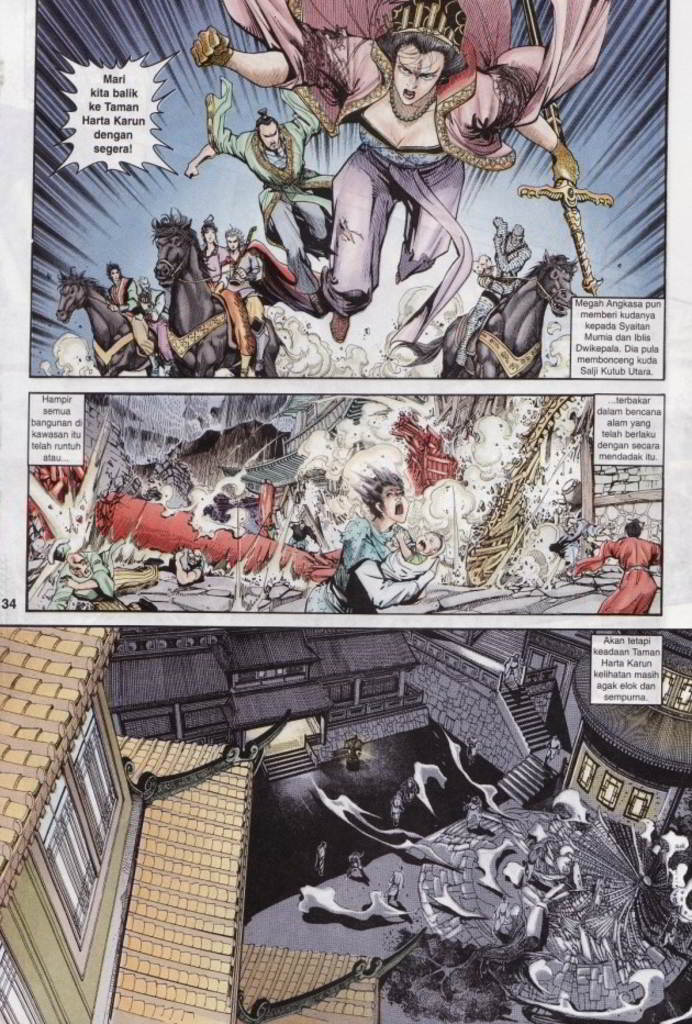 Mari
kita balik
ke Taman
Harta Karun
dengan
segera!
Megah Angkasa pun
memberi kudanya
kepada Syaitan
Mumia dan Iblis
Dwikepala. Dia pula
membonceng kuda
Salji Kutub Utara.
Hampir
semua
bangunan di
kawasan itu
telah runtuh
atau...
...terbakar
dalam bencana
alam yang
telah berlaku
dengan secara
mendadak itu.
34
Akan tetapi
keadaan Taman
Harta Karun
kelihatan masih
agak elok dan
sempurna.